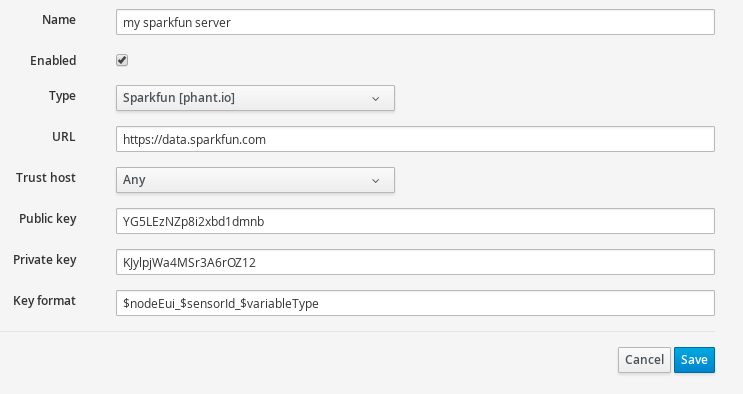 Name my sparkfun server
Enabled
Type Sparkfun [phant.io]
URL https://data.sparkfun.com
Trust host Any
Public key YG5LEzNZp8i2xbd1dmnb
Private key KJylpjWa4MSr3A6rOZ12
Key format $nodeEui_$sensorId_$variableType
Cancel Save